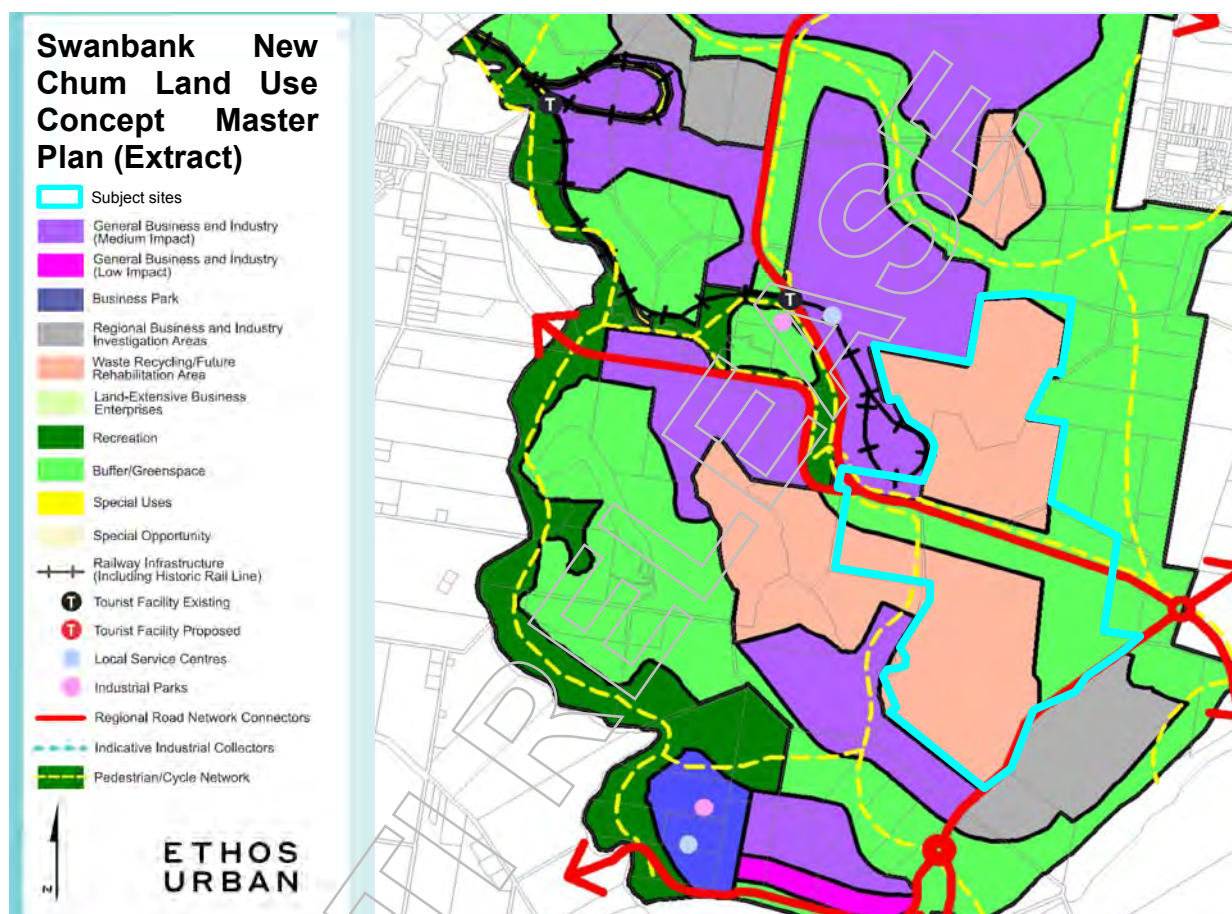 Swanbank New
Chum Land Use
Concept Master
Plan (Extract)
Subject sites
General Business and Industry
(Medium Impact)
General Business and Industry
(Low Impact)
Business Park
Regional Business and Industry
Investigation Areas
Waste Recycling/Future
Rehabilitation Area
Land-Extensive Business
Enterprises
Recreation
Buffer/Greenspace
Special Uses
Special Opportunity
Railway Infrastructure
(Including Historic Rail Line)
T Tourist Facility Existing
T Tourist Facility Proposed
Local Service Centres
Industrial Parks
Regional Road Network Connectors
Indicative Industrial Collectors
Pedestrian/Cycle Network
N
ETHOS
URBAN
T
T